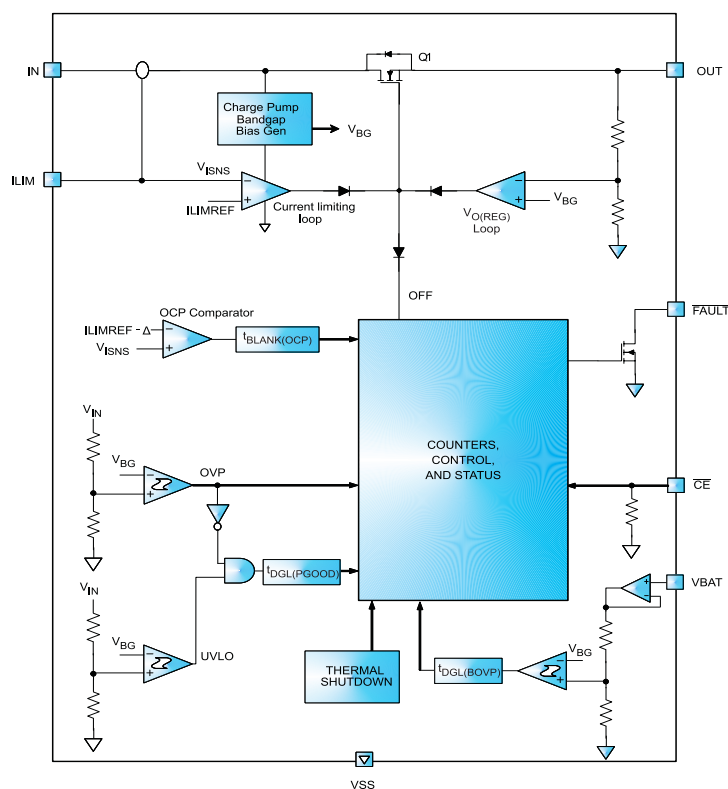 Q1
IN
OUT
Charge Pump
Bandgap
Bias Gen
VBG
ILIM
VISNS
ILIMREF
Current limiting
loop
VO(REG)
Loop
VBG
OFF
OCP Comparator
ILIMREF - Δ
VISNS
tBLANK(OCP)
FAULT
COUNTERS,
CONTROL,
AND STATUS
VIN
VBG
OVP
CE
tDGL(PGOOD)
VIN
VBG
UVLO
VBAT
VBG
tDGL(BOVP)
THERMAL
SHUTDOWN
VSS